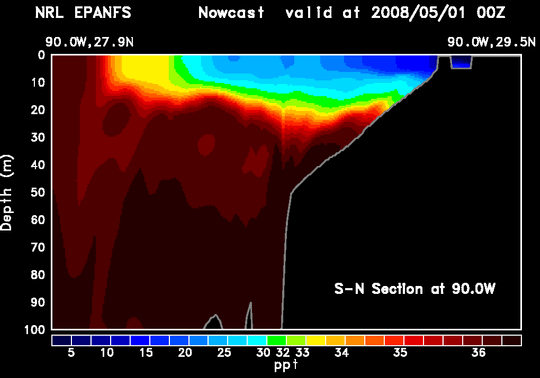 NRL EPANFS Nowcast valid at 2008/05/01 00Z
90.0W,27.9N 90.0W,29.5N
0
10
20
30
40
50
60
70
80
90
100
Depth (m)
S-N Section at 90.0W
5 10 15 20 25 30 32 33 34 35 36
ppt